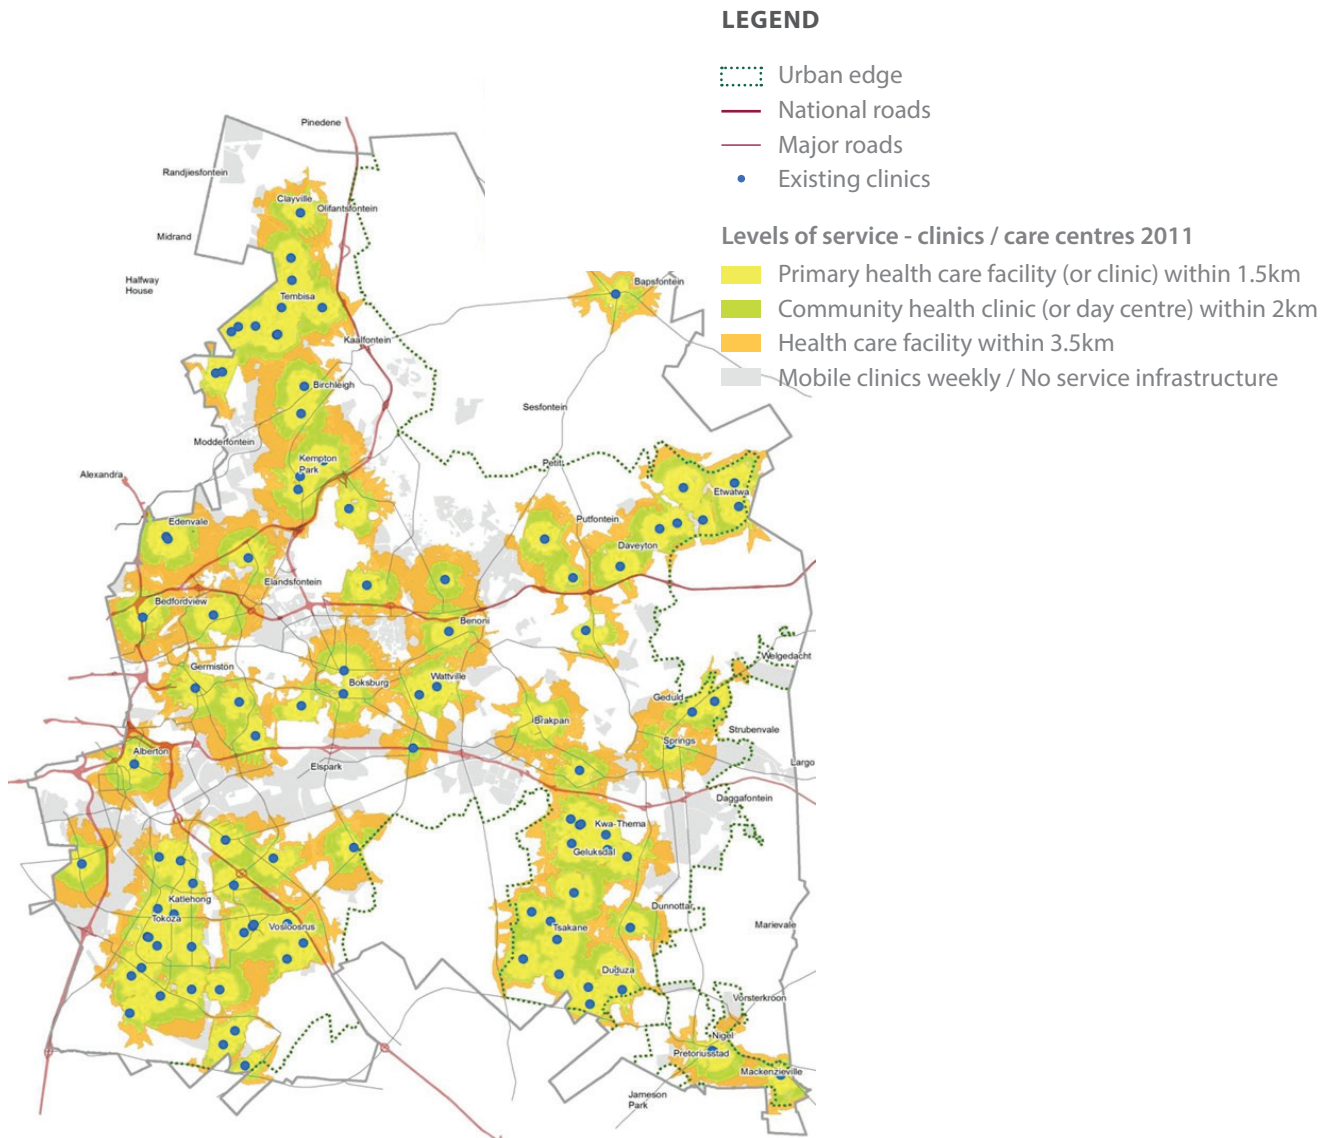 LEGEND
Urban edge
National roads
Major roads
Existing clinics
Levels of service - clinics / care centres 2011
Primary health care facility (or clinic) within 1.5km
Community health clinic (or day centre) within 2km
Health care facility within 3.5km
Mobile clinics weekly / No service infrastructure
Pinedene
Randjiesfontein
Clayville
Olifantsfontein
Midrand
Halfway
House
Bapsfontein
Tembisa
Kaalfontein
Birchleigh
Sesfontein
Modderfontein
Kempton
Park
Petit
Alexandra
Etwatwa
Edenvale
Putfontein
Daveyton
Elandsfontein
Bedfordview
Benoni
Welgedacht
Germiston
Boksburg
Wattville
Geduld
Brakpan
Strubenvale
Springs
Alberton
Elspark
Largo
Daggafontein
Kwa-Thema
Geluksdal
Katlehong
Tokoza
Vosloosrus
Dunnottar
Tsakane
Marievale
Duduza
Vorsterkroon
Nigel
Pretoriusstad
Mackenzieville
Jameson
Park